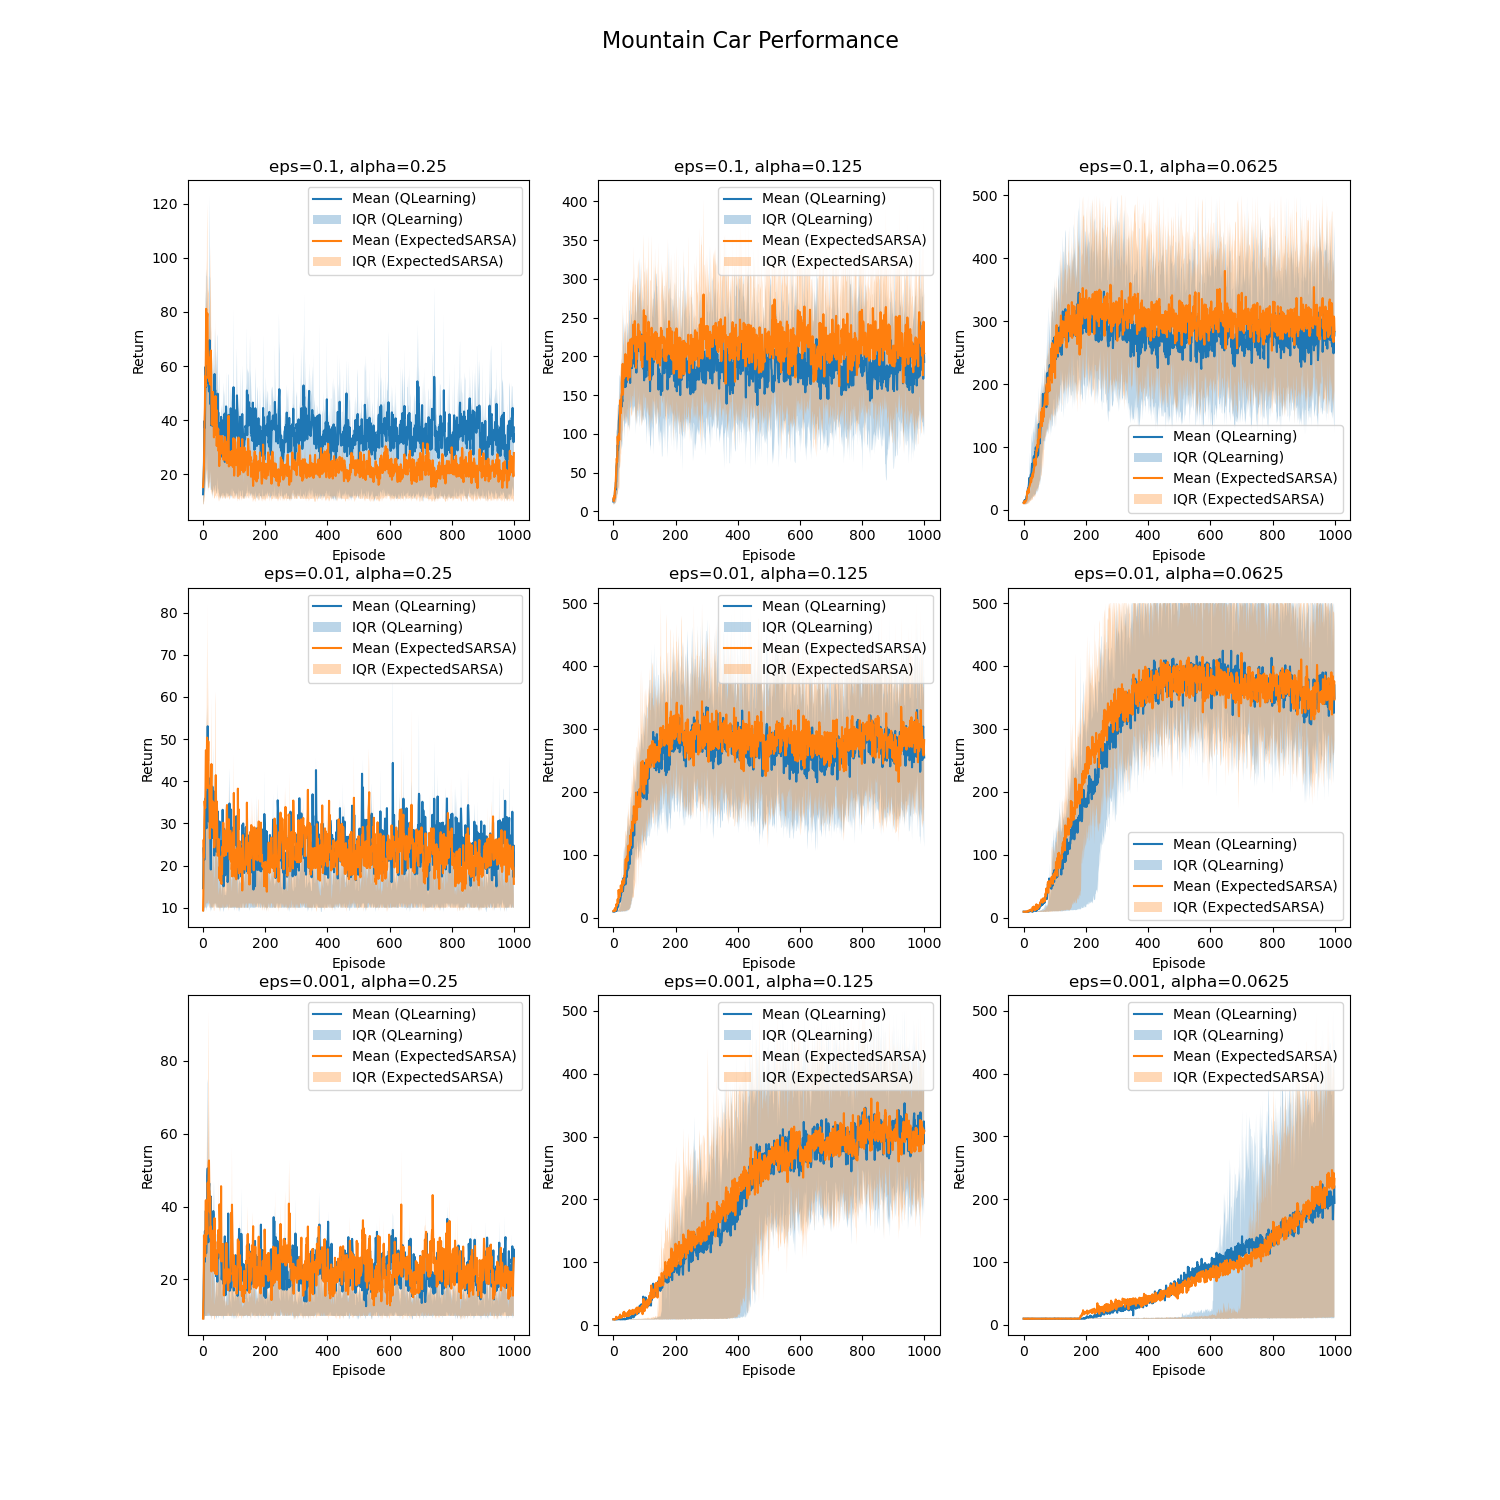 Mountain Car Performance
eps=0.1, alpha=0.25
Return
120
100
80
60
40
20
0 200 400 600 800 1000
Episode
Mean (QLearning)
IQR (QLearning)
Mean (ExpectedSARSA)
IQR (ExpectedSARSA)
eps=0.1, alpha=0.125
Return
400
350
300
250
200
150
100
50
0
0 200 400 600 800 1000
Episode
Mean (QLearning)
IQR (QLearning)
Mean (ExpectedSARSA)
IQR (ExpectedSARSA)
eps=0.1, alpha=0.0625
Return
500
400
300
200
100
0
0 200 400 600 800 1000
Episode
Mean (QLearning)
IQR (QLearning)
Mean (ExpectedSARSA)
IQR (ExpectedSARSA)
eps=0.01, alpha=0.25
Return
80
70
60
50
40
30
20
10
0 200 400 600 800 1000
Episode
Mean (QLearning)
IQR (QLearning)
Mean (ExpectedSARSA)
IQR (ExpectedSARSA)
eps=0.01, alpha=0.125
Return
500
400
300
200
100
0
0 200 400 600 800 1000
Episode
Mean (QLearning)
IQR (QLearning)
Mean (ExpectedSARSA)
IQR (ExpectedSARSA)
eps=0.01, alpha=0.0625
Return
500
400
300
200
100
0
0 200 400 600 800 1000
Episode
Mean (QLearning)
IQR (QLearning)
Mean (ExpectedSARSA)
IQR (ExpectedSARSA)
eps=0.001, alpha=0.25
Return
80
60
40
20
0 200 400 600 800 1000
Episode
Mean (QLearning)
IQR (QLearning)
Mean (ExpectedSARSA)
IQR (ExpectedSARSA)
eps=0.001, alpha=0.125
Return
500
400
300
200
100
0
0 200 400 600 800 1000
Episode
Mean (QLearning)
IQR (QLearning)
Mean (ExpectedSARSA)
IQR (ExpectedSARSA)
eps=0.001, alpha=0.0625
Return
500
400
300
200
100
0
0 200 400 600 800 1000
Episode
Mean (QLearning)
IQR (QLearning)
Mean (ExpectedSARSA)
IQR (ExpectedSARSA)